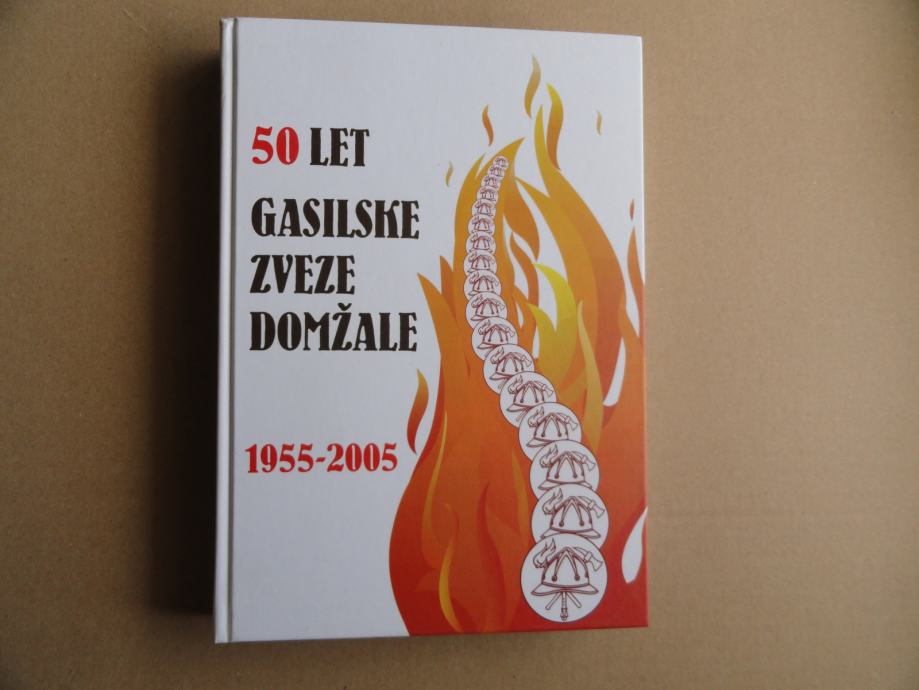 50 LET
GASILSKE
ZVEZE
DOMŽALE
1955-2005